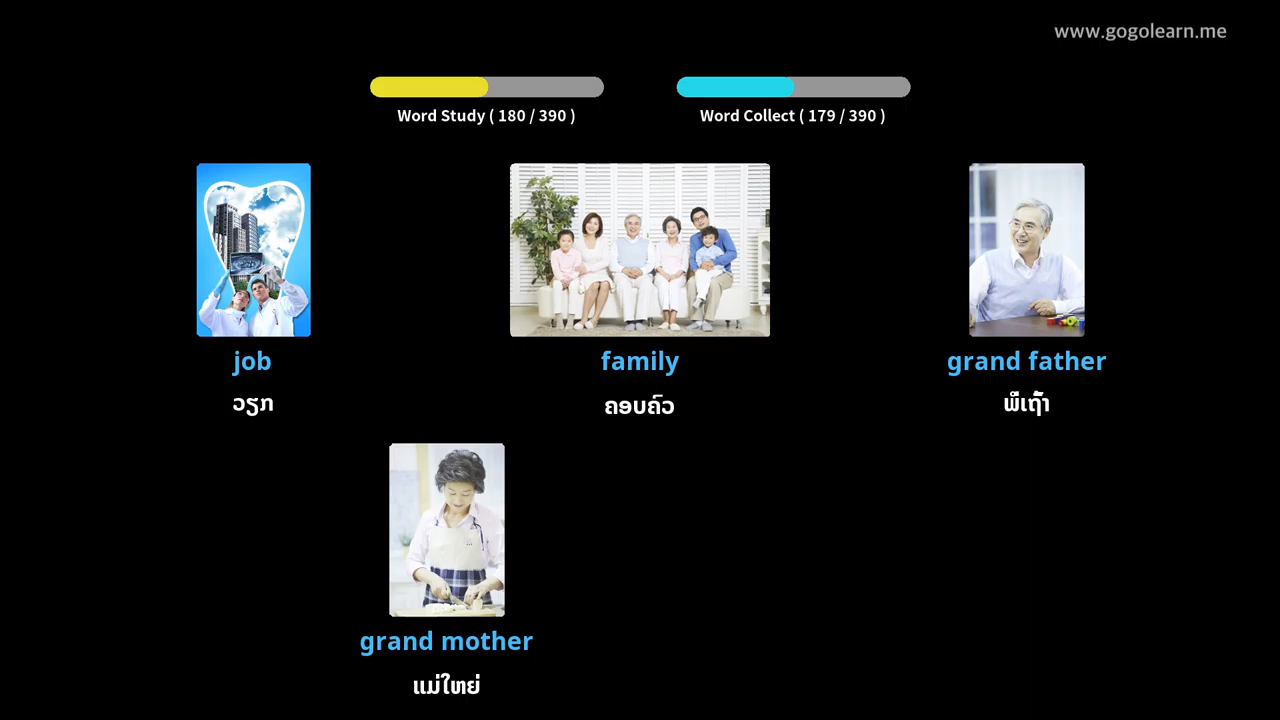 www.gogolearn.me
Word Study ( 180 / 390 )
Word Collect ( 179 / 390 )
job
family
grand father
ວຽກ
ຄອບຄົວ
ພໍ່ເຖົ້າ
grand mother
ແມ່ໃຫຍ່